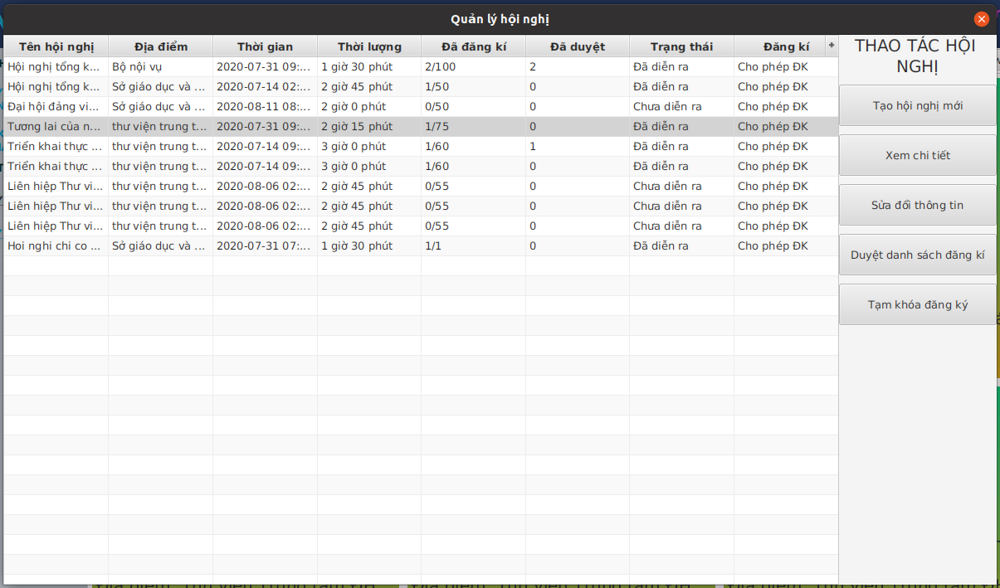 Quản lý hội nghị
Tên hội nghị Địa điểm Thời gian Thời lượng Đã đăng kí Đã duyệt Trạng thái Đăng kí +
Hội nghị tổng k... Bộ nội vụ 2020-07-31 09:... 1 giờ 30 phút 2/100 2 Đã diễn ra Cho phép ĐK
Hội nghị tổng k... Sở giáo dục và ... 2020-07-14 02:... 2 giờ 45 phút 1/50 0 Đã diễn ra Cho phép ĐK
Đại hội đảng vi... Sở giáo dục và ... 2020-08-11 08:... 2 giờ 0 phút 0/50 0 Chưa diễn ra Cho phép ĐK
Tương lai của n... thư viện trung t... 2020-07-31 09:... 2 giờ 15 phút 1/75 0 Đã diễn ra Cho phép ĐK
Triển khai thực ... thư viện trung t... 2020-07-14 09:... 3 giờ 0 phút 1/60 1 Đã diễn ra Cho phép ĐK
Triển khai thực ... thư viện trung t... 2020-07-14 09:... 3 giờ 0 phút 1/60 0 Đã diễn ra Cho phép ĐK
Liên hiệp Thư vi... thư viện trung t... 2020-08-06 02:... 2 giờ 45 phút 0/55 0 Chưa diễn ra Cho phép ĐK
Liên hiệp Thư vi... thư viện trung t... 2020-08-06 02:... 2 giờ 45 phút 0/55 0 Chưa diễn ra Cho phép ĐK
Liên hiệp Thư vi... thư viện trung t... 2020-08-06 02:... 2 giờ 45 phút 0/55 0 Chưa diễn ra Cho phép ĐK
Hoi nghi chi co ... Sở giáo dục và ... 2020-07-31 07:... 1 giờ 30 phút 1/1 0 Đã diễn ra Cho phép ĐK
THAO TÁC HỘI
NGHỊ
Tạo hội nghị mới
Xem chi tiết
Sửa đổi thông tin
Duyệt danh sách đăng kí
Tạm khóa đăng ký